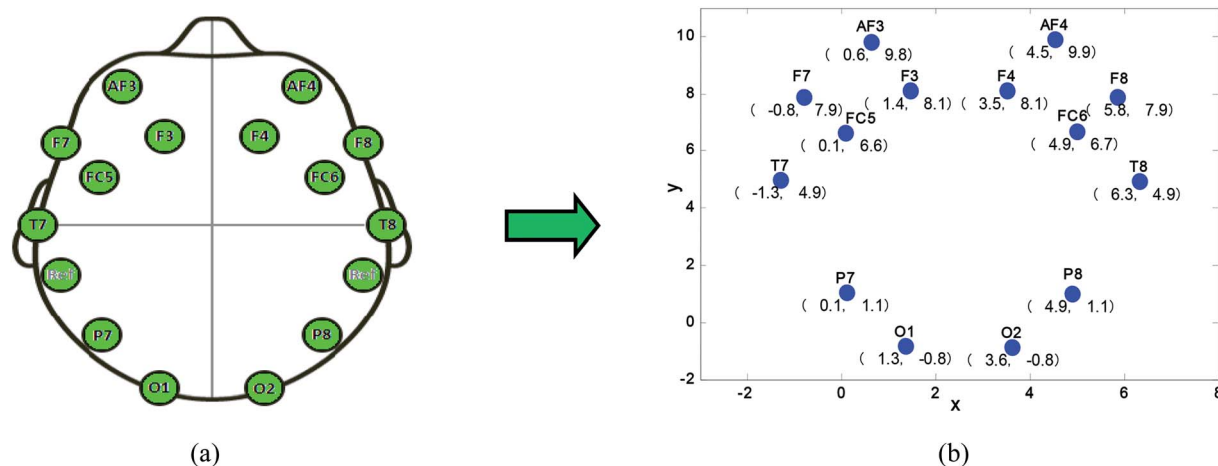 AF3
AF4
F3
F4
F7
F8
FC5
FC6
T7
T8
Ref
Ref
P7
P8
O1
O2
(a)
10
8
6
4
2
0
-2
y
-2
0
2
4
6
8
x
AF3
( 0.6, 9.8)
AF4
( 4.5, 9.9)
F7
( -0.8, 7.9)
F3
( 1.4, 8.1)
F4
( 3.5, 8.1)
F8
( 5.8, 7.9)
FC5
( 0.1, 6.6)
FC6
( 4.9, 6.7)
T7
( -1.3, 4.9)
T8
( 6.3, 4.9)
P7
( 0.1, 1.1)
P8
( 4.9, 1.1)
O1
( 1.3, -0.8)
O2
( 3.6, -0.8)
(b)